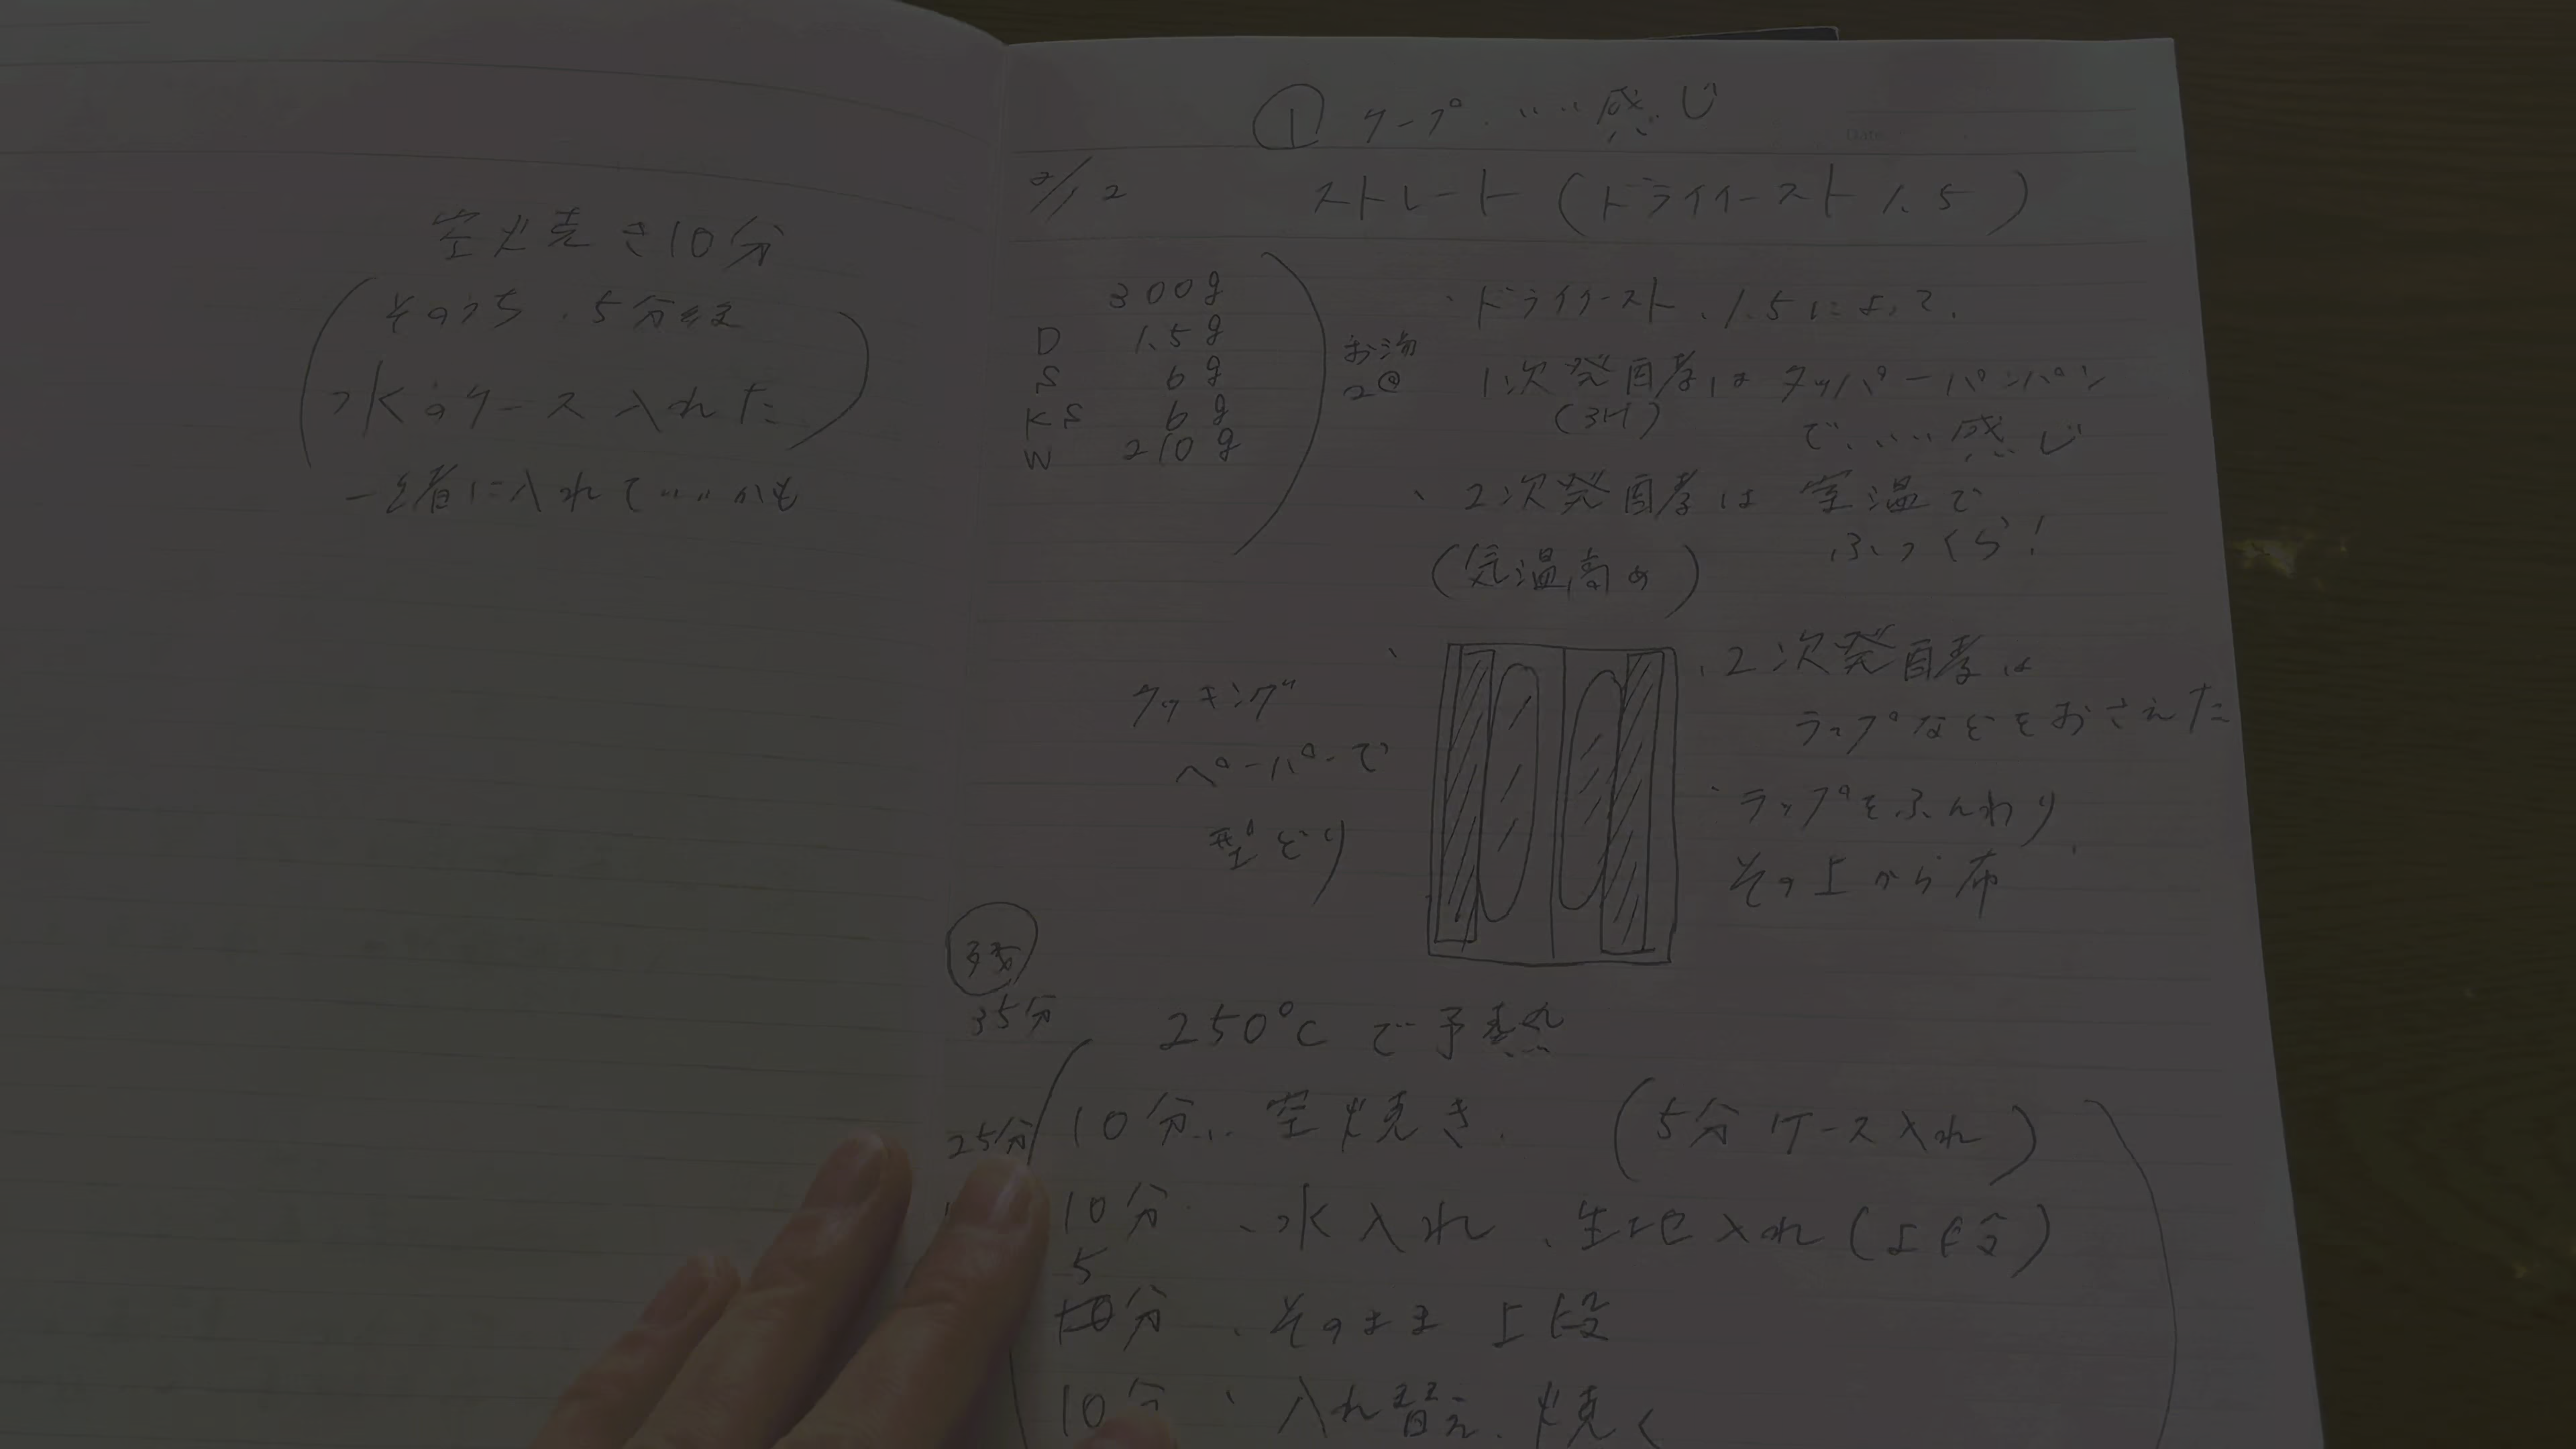 空焼き10分
そのうち、5分
水のケース入れた
一緒に入れて、いいかも
① クープ、いい感じ
Date
2/12 ストレート（ドライイースト1.5）
300g
D 1.5g
S 6g
KS 6g
W 210g
お湯
2@
・ドライイースト、1.5によって、
1次発酵は タッパーパンパン
(3H) で、いい感じ
、2次発酵は 室温で
ふっくら！
(気温高め)
クッキング
ペーパーで
型どり
、2次発酵は
ラップなどをおさえた
・ラップをふんわり、
その上から布
35分
250℃で予熱
25分
10分、空焼き、（5分ケース入れ）
10分 、水入れ、生地入れ（上段）
5
10分 、そのまま上段
10分 、入れ替え、焼く